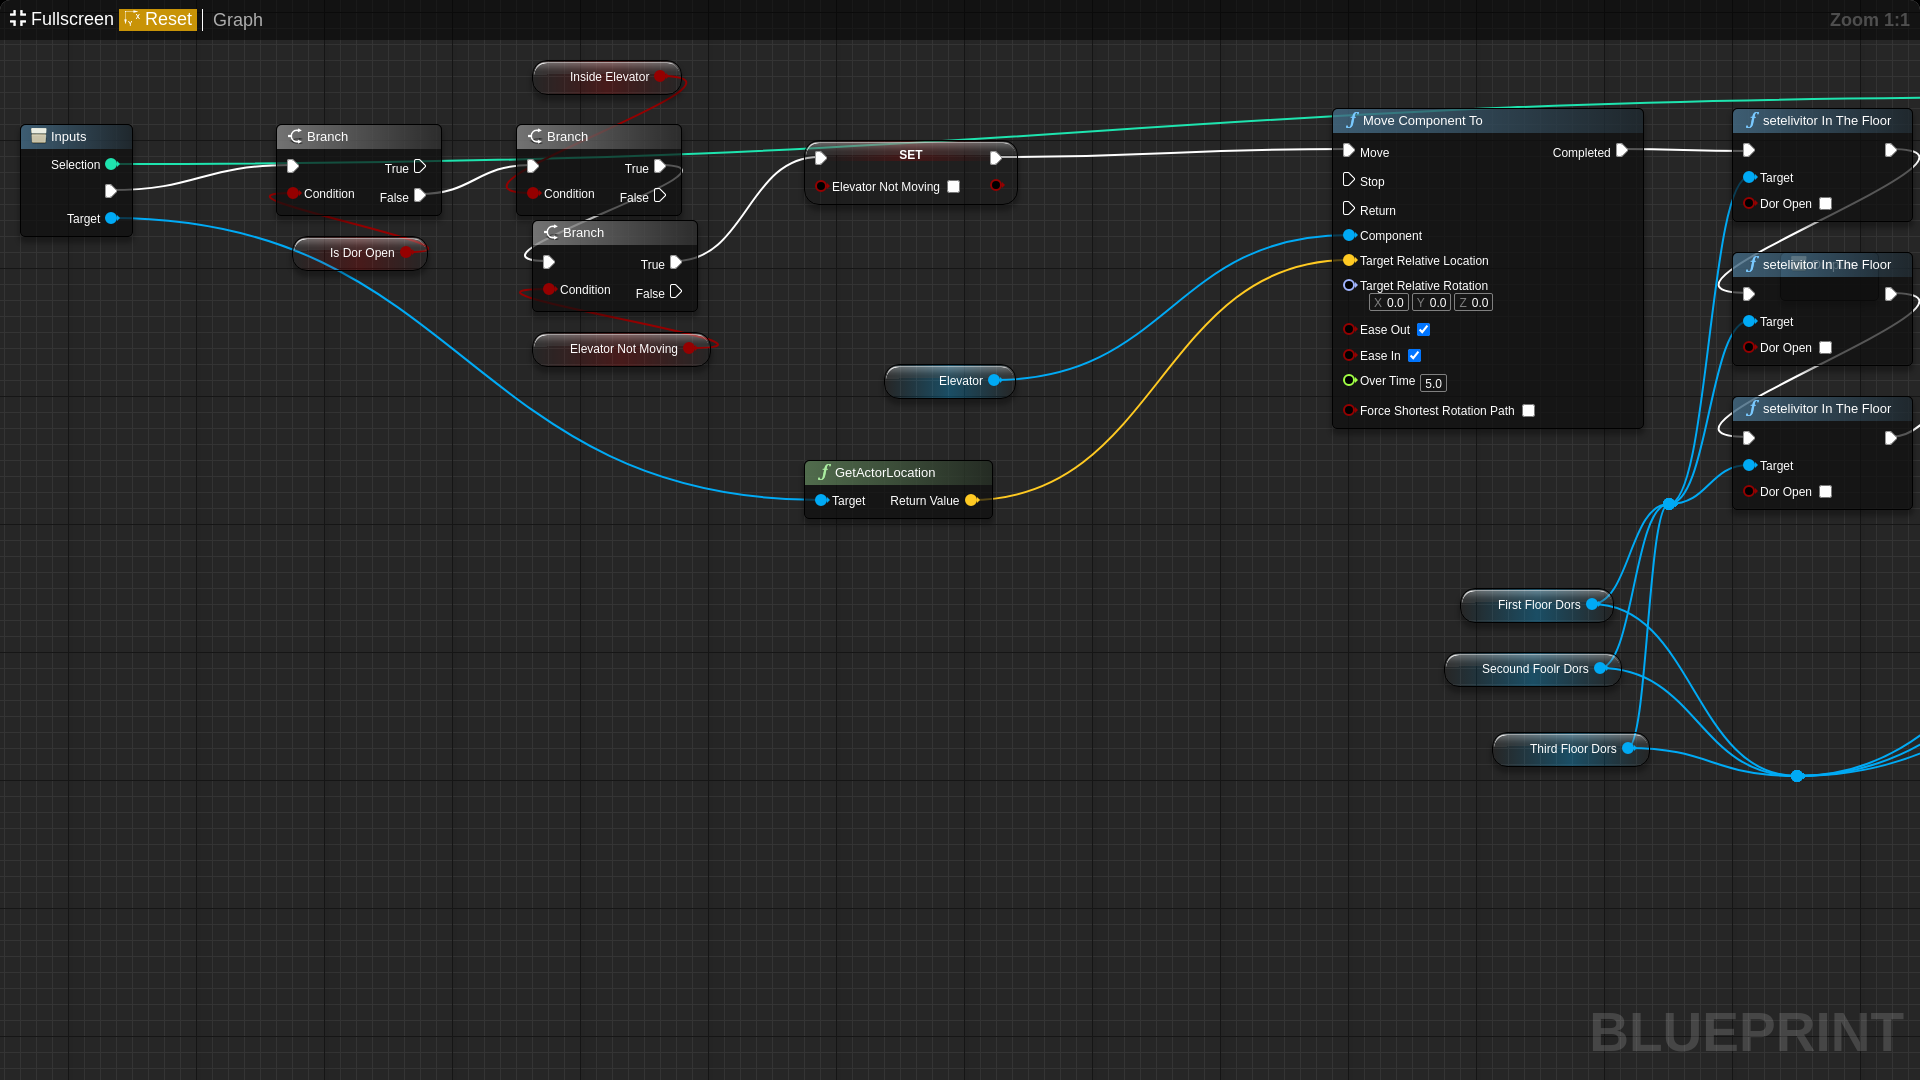 Fullscreen Reset Graph Zoom 1:1
Inside Elevator
Inputs
Selection
Target
Branch
True
Condition
False
Is Dor Open
Branch
True
Condition
False
Branch
True
Condition
False
Elevator Not Moving
SET
Elevator Not Moving
Elevator
GetActorLocation
Target Return Value
Move Component To
Move Completed
Stop
Return
Component
Target Relative Location
Target Relative Rotation
X 0.0 Y 0.0 Z 0.0
Ease Out
Ease In
Over Time 5.0
Force Shortest Rotation Path
setelivitor In The Floor
Target
Dor Open
setelivitor In The Floor
Target
Dor Open
setelivitor In The Floor
Target
Dor Open
First Floor Dors
Secound Foolr Dors
Third Floor Dors
BLUEPRINT